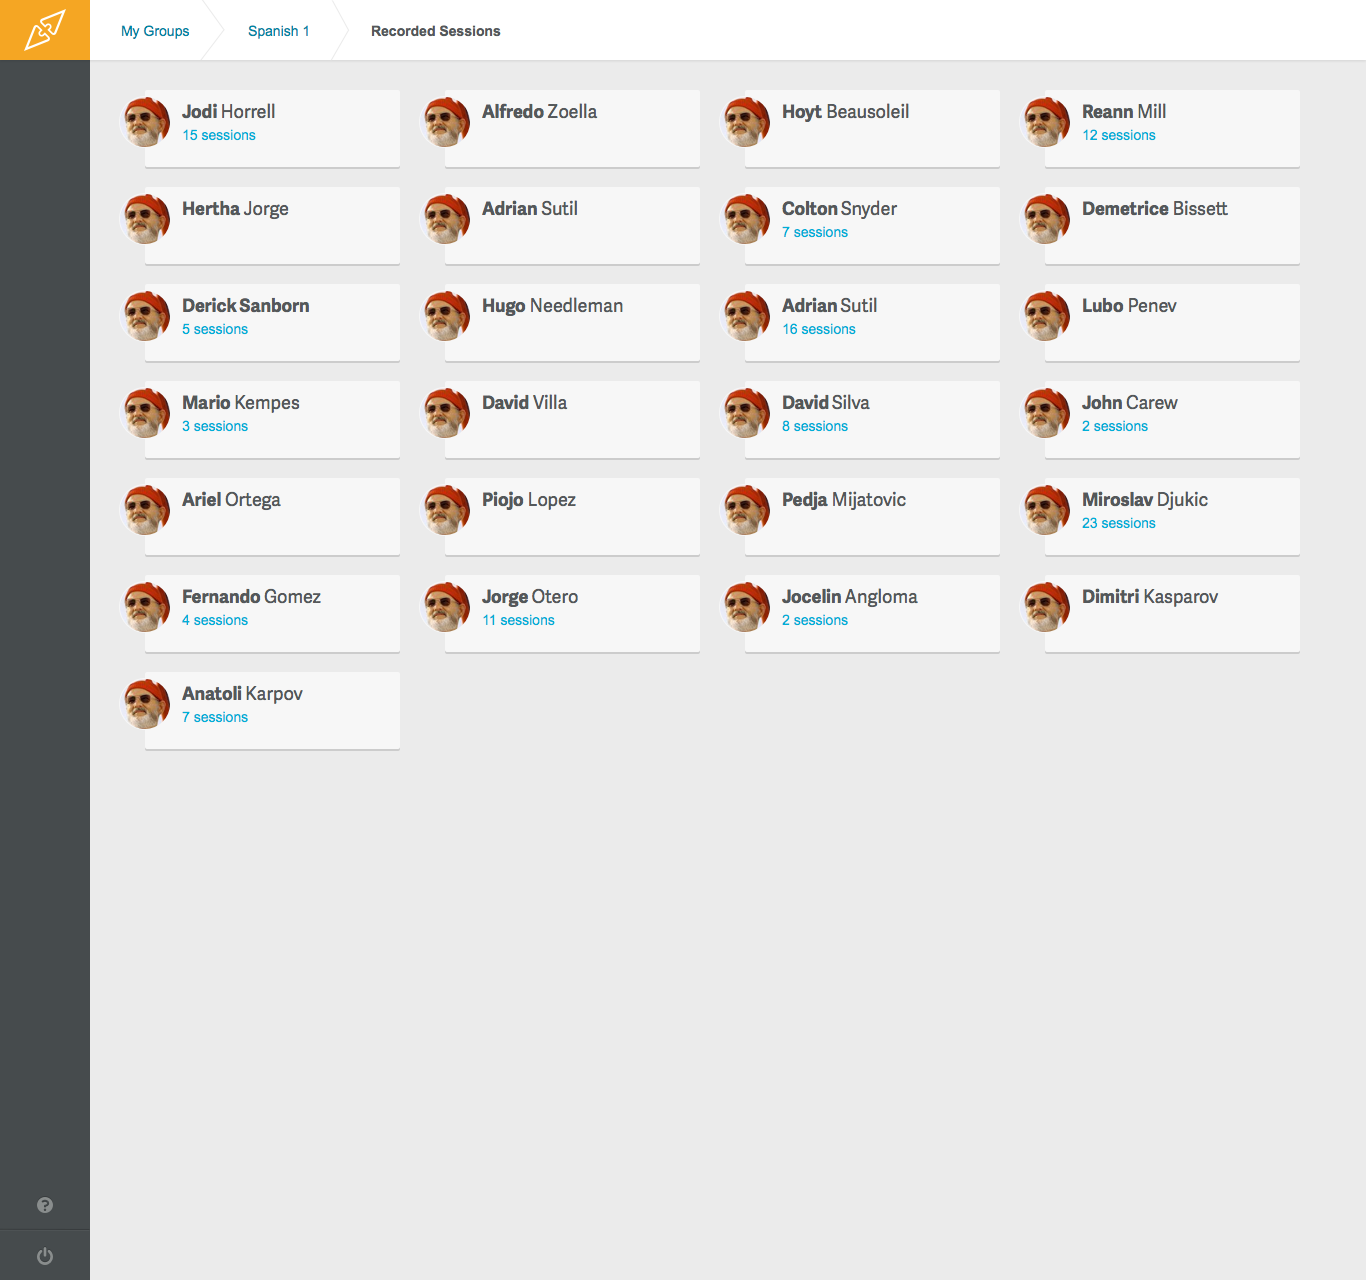 My Groups
Spanish 1
Recorded Sessions
Jodi Horrell
15 sessions
Alfredo Zoella
Hoyt Beausoleil
Reann Mill
12 sessions
Hertha Jorge
Adrian Sutil
Colton Snyder
7 sessions
Demetrice Bissett
Derick Sanborn
5 sessions
Hugo Needleman
Adrian Sutil
16 sessions
Lubo Penev
Mario Kempes
3 sessions
David Villa
David Silva
8 sessions
John Carew
2 sessions
Ariel Ortega
Piojo Lopez
Pedja Mijatovic
Miroslav Djukic
23 sessions
Fernando Gomez
4 sessions
Jorge Otero
11 sessions
Jocelin Angloma
2 sessions
Dimitri Kasparov
Anatoli Karpov
7 sessions
?